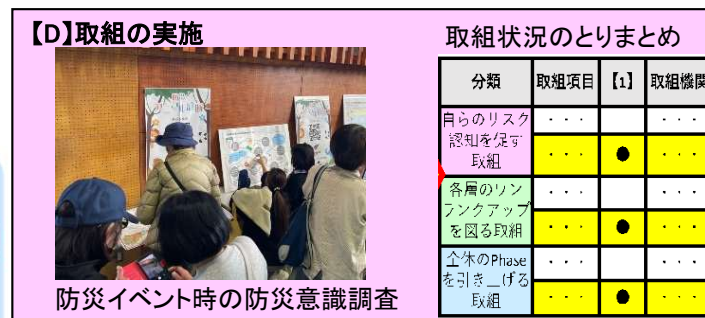 【D】取組の実施
防災イベント時の防災意識調査
取組状況のとりまとめ
分類 取組項目 【1】 取組機関
自らのリスク
認知を促す
取組
・・・ ・・・
・・・ ● ・・・
各層のワン
ランクアップ
を図る取組
・・・ ・・・
・・・ ● ・・・
全体のPhase
を引き上げる
取組
・・・ ・・・
・・・ ● ・・・